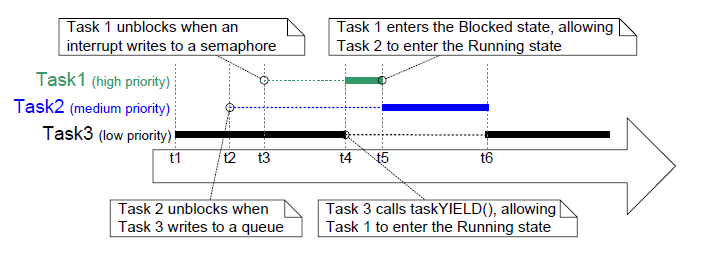 Task 1 unblocks when an
interrupt writes to a semaphore
Task 1 enters the Blocked state, allowing
Task 2 to enter the Running state
Task1 (high priority)
Task2 (medium priority)
Task3 (low priority)
t1 t2 t3 t4 t5 t6
Task 2 unblocks when
Task 3 writes to a queue
Task 3 calls taskYIELD(), allowing
Task 1 to enter the Running state